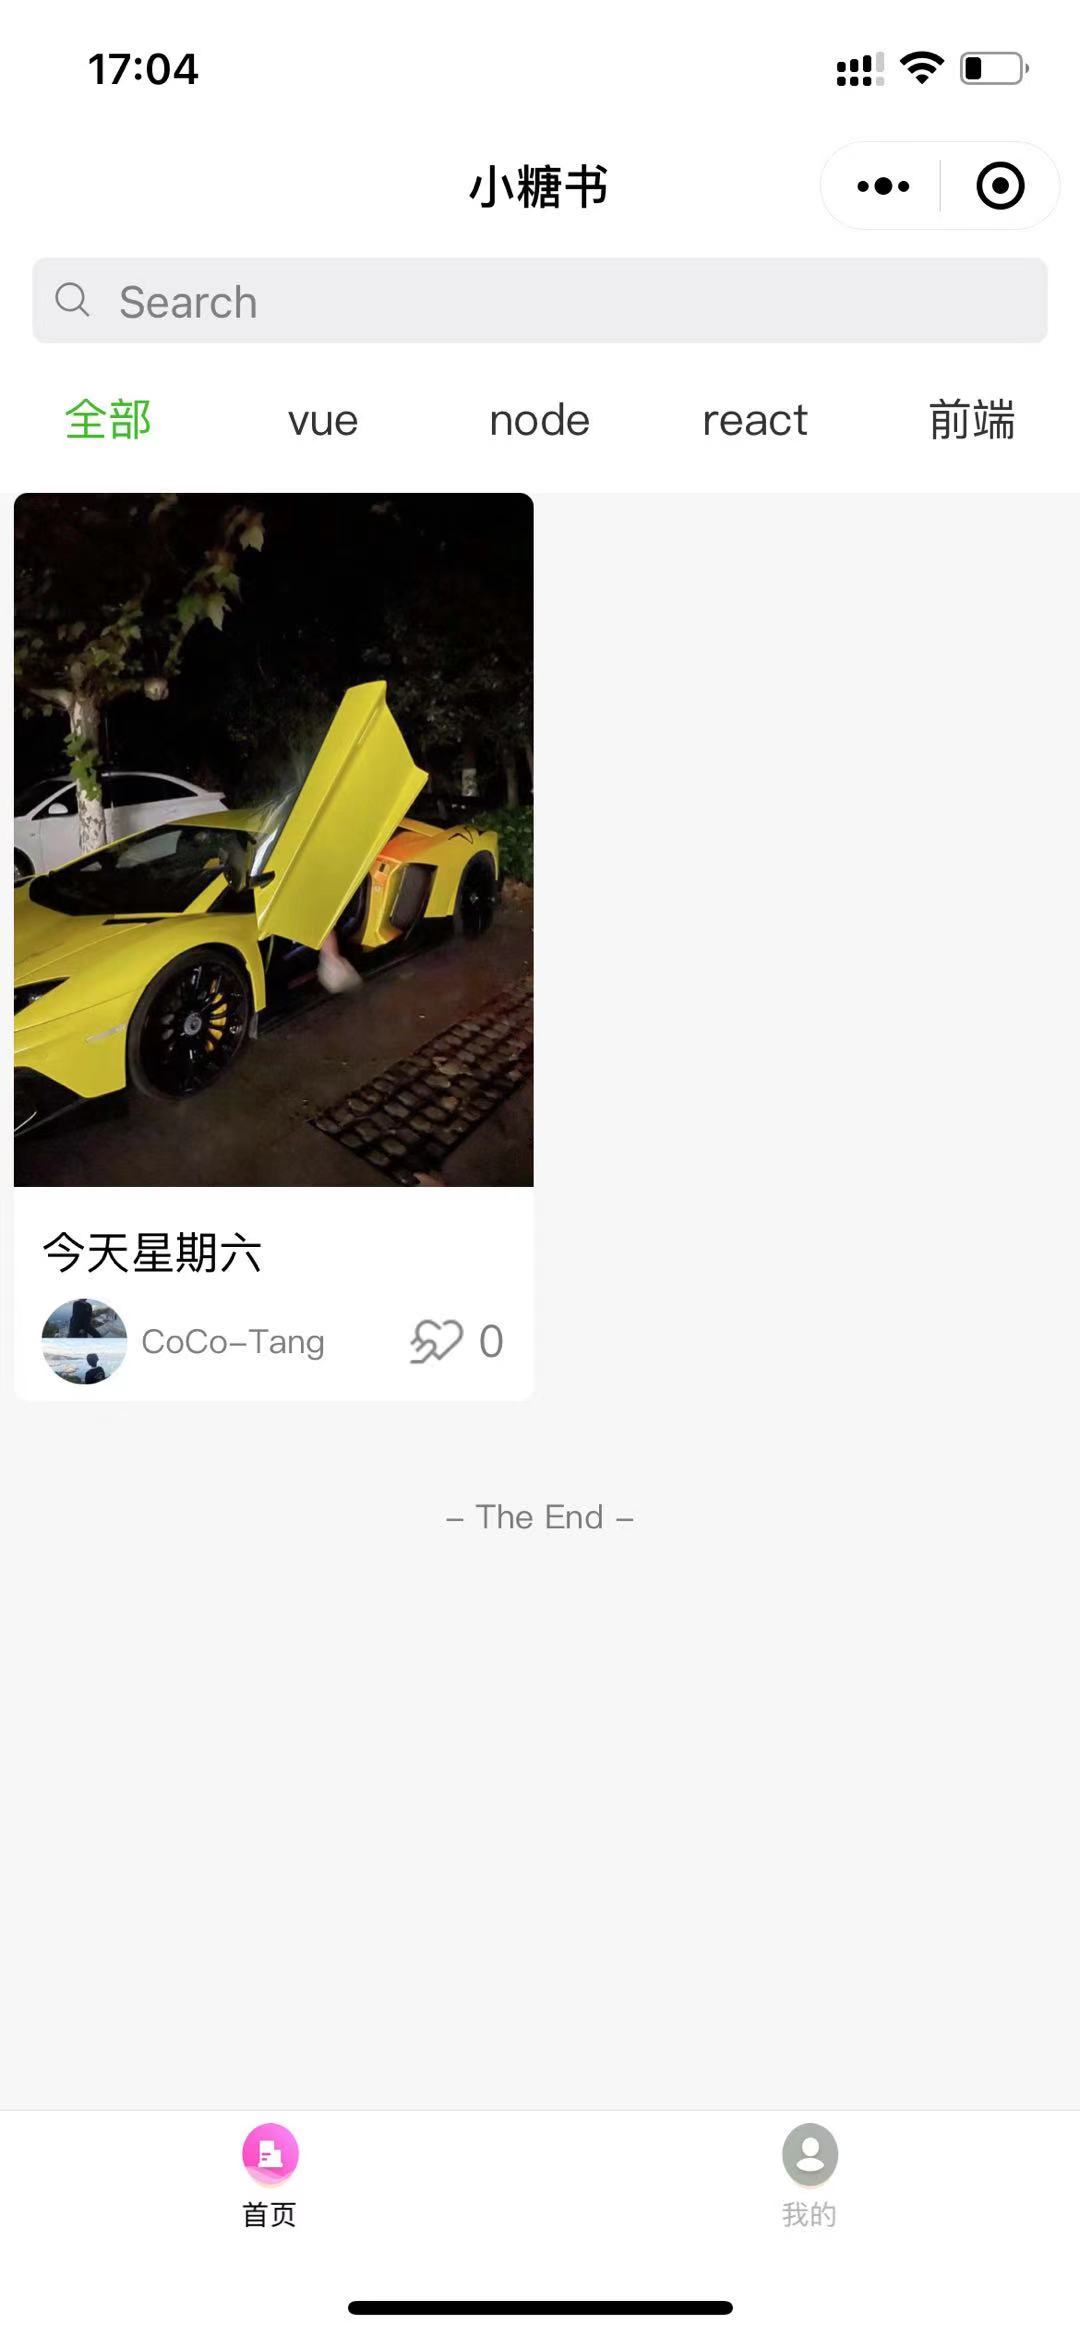 17:04
小糖书
Search
全部 vue node react 前端
今天星期六
CoCo-Tang 0
- The End -
首页 我的